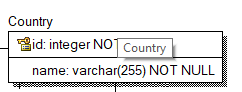 Country
id: integer NOT
Country
name: varchar(255) NOT NULL